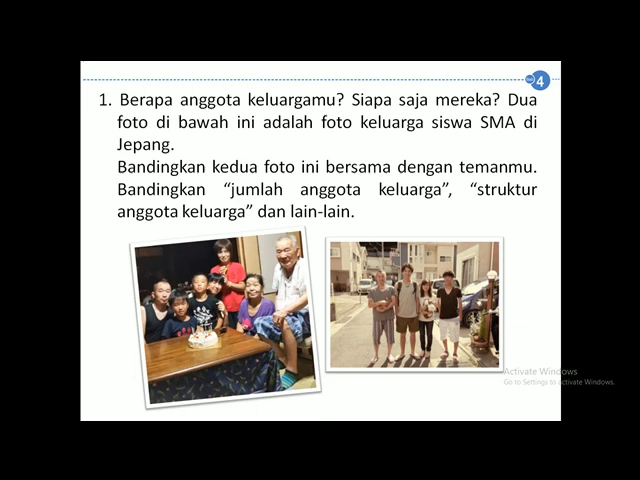 4
1. Berapa anggota keluargamu? Siapa saja mereka? Dua
foto di bawah ini adalah foto keluarga siswa SMA di
Jepang.
Bandingkan kedua foto ini bersama dengan temanmu.
Bandingkan “jumlah anggota keluarga”, “struktur
anggota keluarga” dan lain-lain.
Activate Windows
Go to Settings to activate Windows.